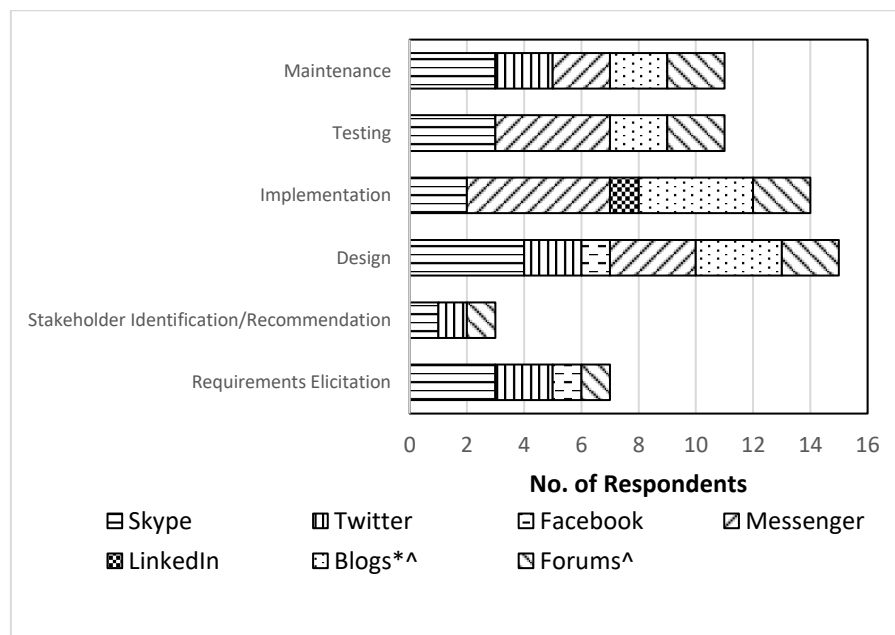 Maintenance
Testing
Implementation
Design
Stakeholder Identification/Recommendation
Requirements Elicitation
0 2 4 6 8 10 12 14 16
No. of Respondents
Skype Twitter Facebook Messenger
LinkedIn Blogs*^ Forums^